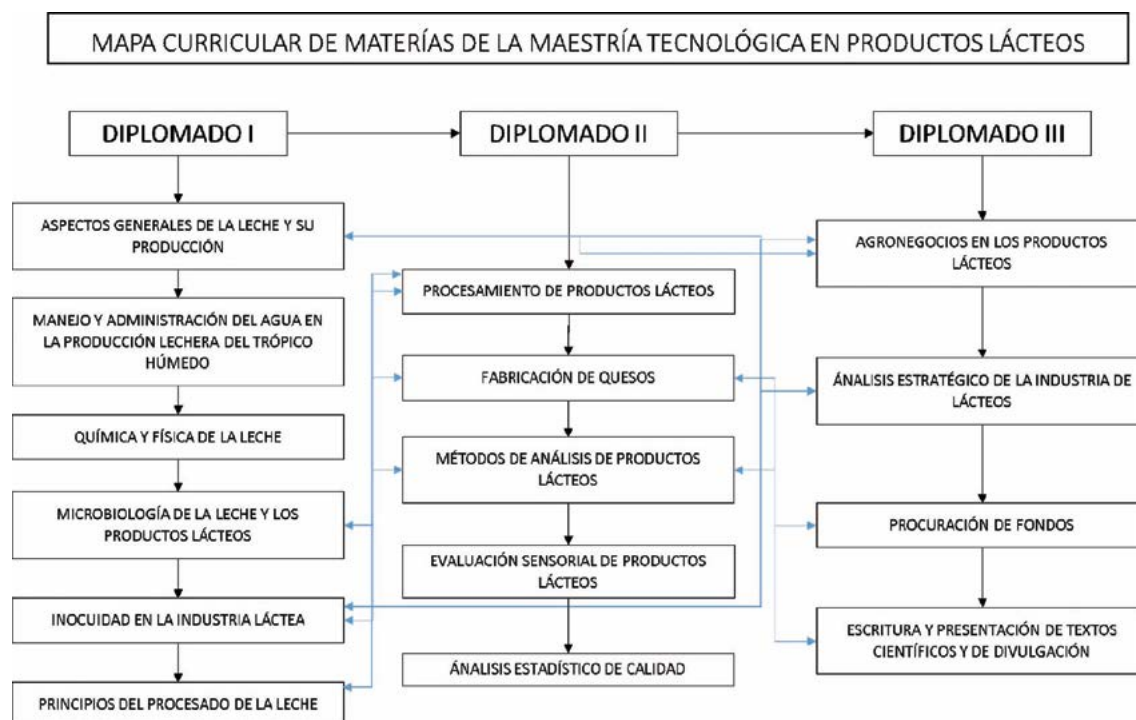 MAPA CURRICULAR DE MATERÍAS DE LA MAESTRÍA TECNOLÓGICA EN PRODUCTOS LÁCTEOS
DIPLOMADO I
ASPECTOS GENERALES DE LA LECHE Y SU
PRODUCCIÓN
MANEJO Y ADMINISTRACIÓN DEL AGUA EN
LA PRODUCCIÓN LECHERA DEL TRÓPICO
HÚMEDO
QUÍMICA Y FÍSICA DE LA LECHE
MICROBIOLOGÍA DE LA LECHE Y LOS
PRODUCTOS LÁCTEOS
INOCUIDAD EN LA INDUSTRIA LÁCTEA
PRINCIPIOS DEL PROCESADO DE LA LECHE
DIPLOMADO II
PROCESAMIENTO DE PRODUCTOS LÁCTEOS
FABRICACIÓN DE QUESOS
MÉTODOS DE ANÁLISIS DE PRODUCTOS
LÁCTEOS
EVALUACIÓN SENSORIAL DE PRODUCTOS
LÁCTEOS
ÁNALISIS ESTADÍSTICO DE CALIDAD
DIPLOMADO III
AGRONEGOCIOS EN LOS PRODUCTOS
LÁCTEOS
ÁNALISIS ESTRATÉGICO DE LA INDUSTRIA DE
LÁCTEOS
PROCURACIÓN DE FONDOS
ESCRITURA Y PRESENTACIÓN DE TEXTOS
CIENTÍFICOS Y DE DIVULGACIÓN